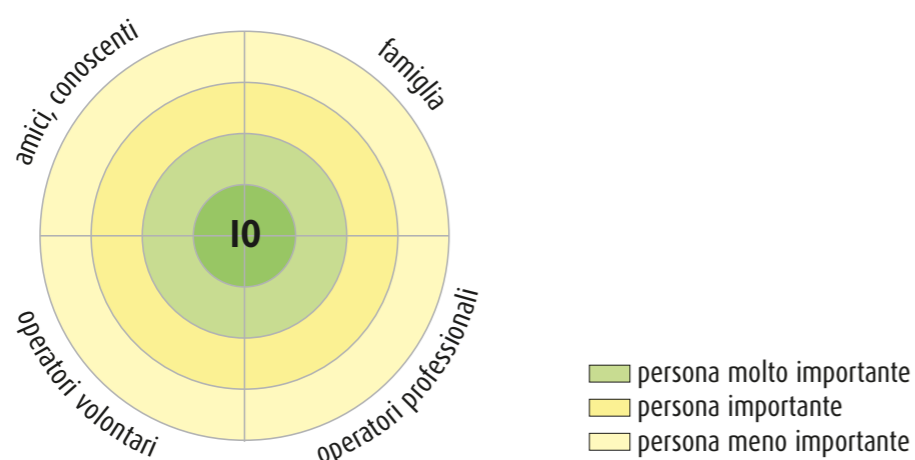 amici, conoscenti
famiglia
IO
operatori volontari
operatori professionali
persona molto importante
persona importante
persona meno importante